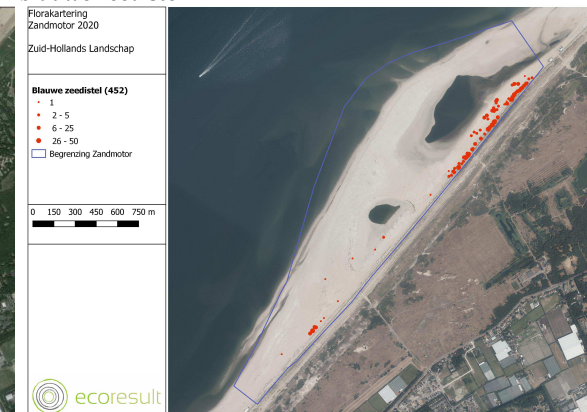 Florakartering
Zandmotor 2020
Zuid-Hollands Landschap
Blauwe zeedistel (452)
1
2 - 5
6 - 25
26 - 50
Begrenzing Zandmotor
0 150 300 450 600 750 m
ecoresult